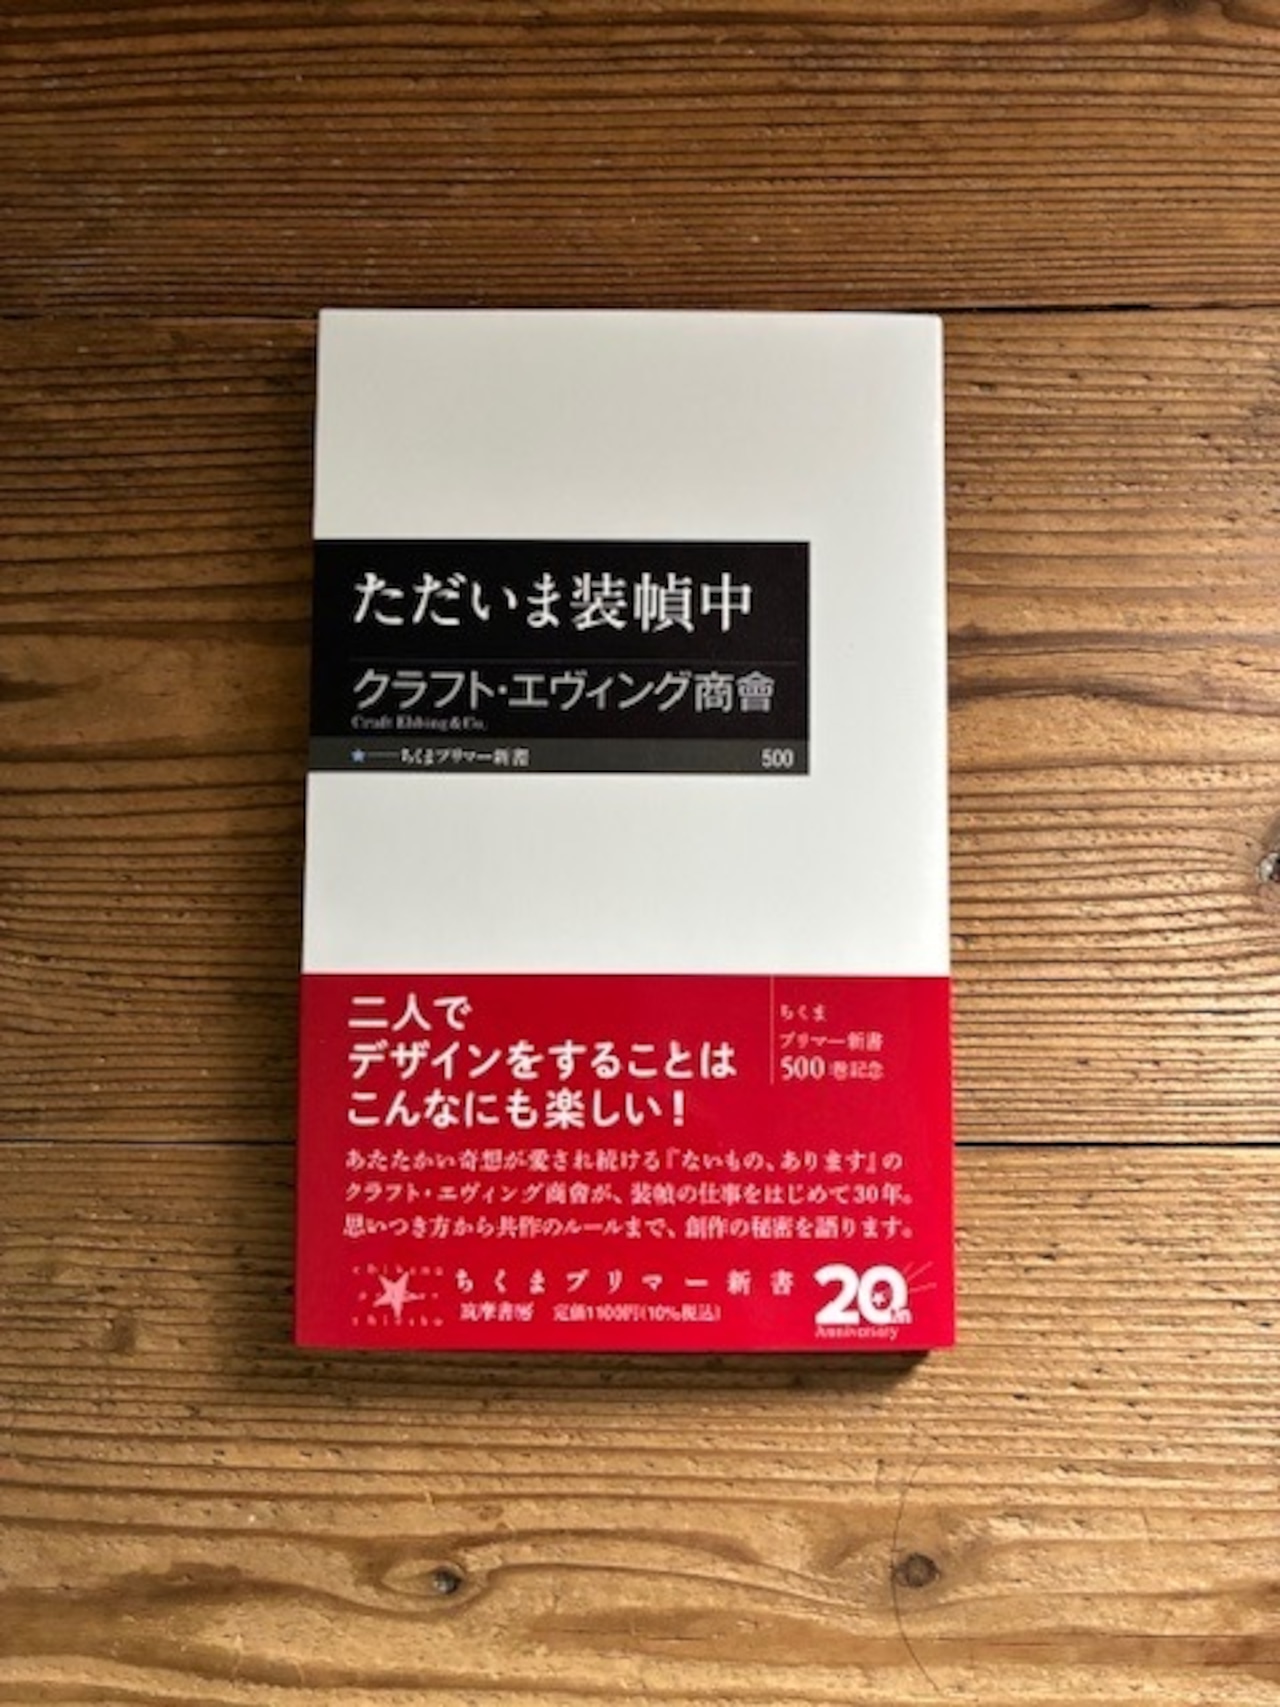 ただいま装幀中
クラフト・エヴィング商會
Craft Ebbing & Co.
★──ちくまプリマー新書 500
二人で
デザインをすることは
こんなにも楽しい!
ちくま
プリマー新書
500巻記念
あたたかい奇想が愛され続ける『ないもの、あります』の
クラフト・エヴィング商會が、装幀の仕事をはじめて30年。
思いつき方から共作のルールまで、創作の秘密を語ります。
chikuma
shinsho
ちくまプリマー新書
筑摩書房 定価1100円(10%税込)
20th
Anniversary